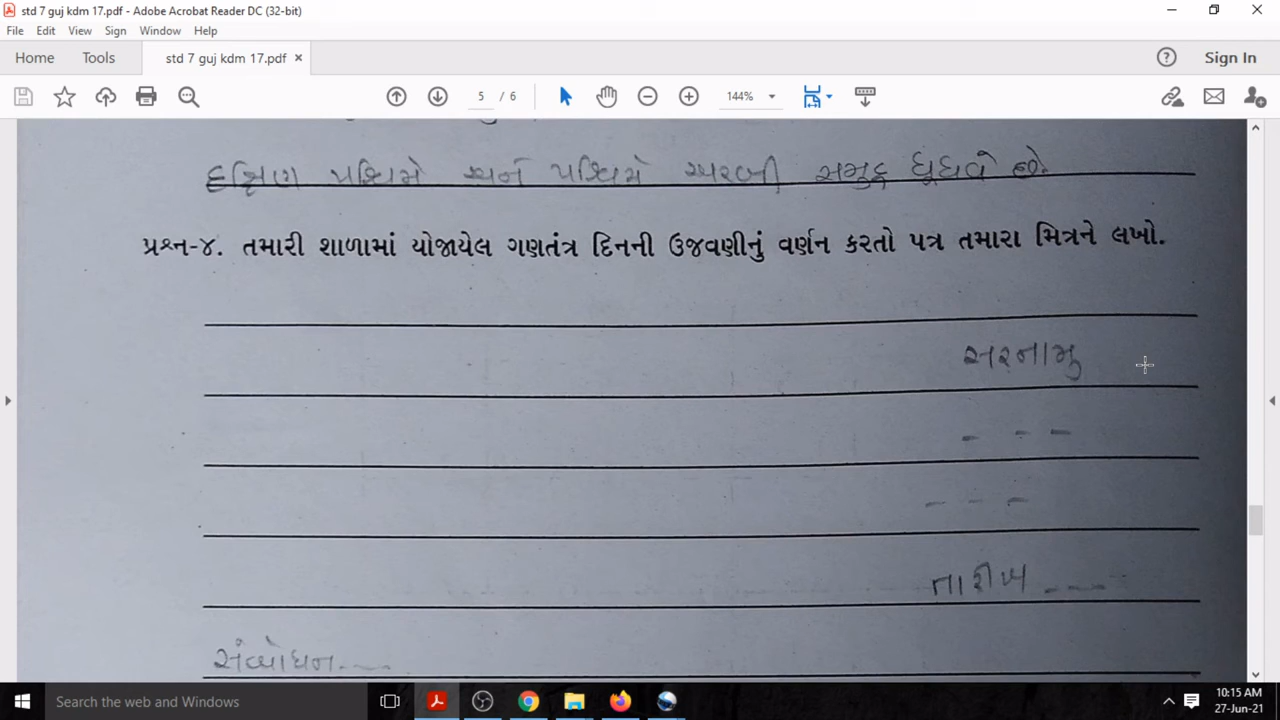 std 7 guj kdm 17.pdf - Adobe Acrobat Reader DC (32-bit)
File Edit View Sign Window Help
Home Tools std 7 guj kdm 17.pdf × Sign In
5 / 6 144%
દક્ષિણ પશ્ચિમે અને પશ્ચિમે અરબી સમુદ્ર ઘૂઘવે છે.
પ્રશ્ન-૪. તમારી શાળામાં યોજાયેલ ગણતંત્ર દિનની ઉજવણીનું વર્ણન કરતો પત્ર તમારા મિત્રને લખો.
સરનામુ
- - -
- - -
તારીખ ----
સંબોધન----
Search the web and Windows
10:15 AM
27-Jun-21